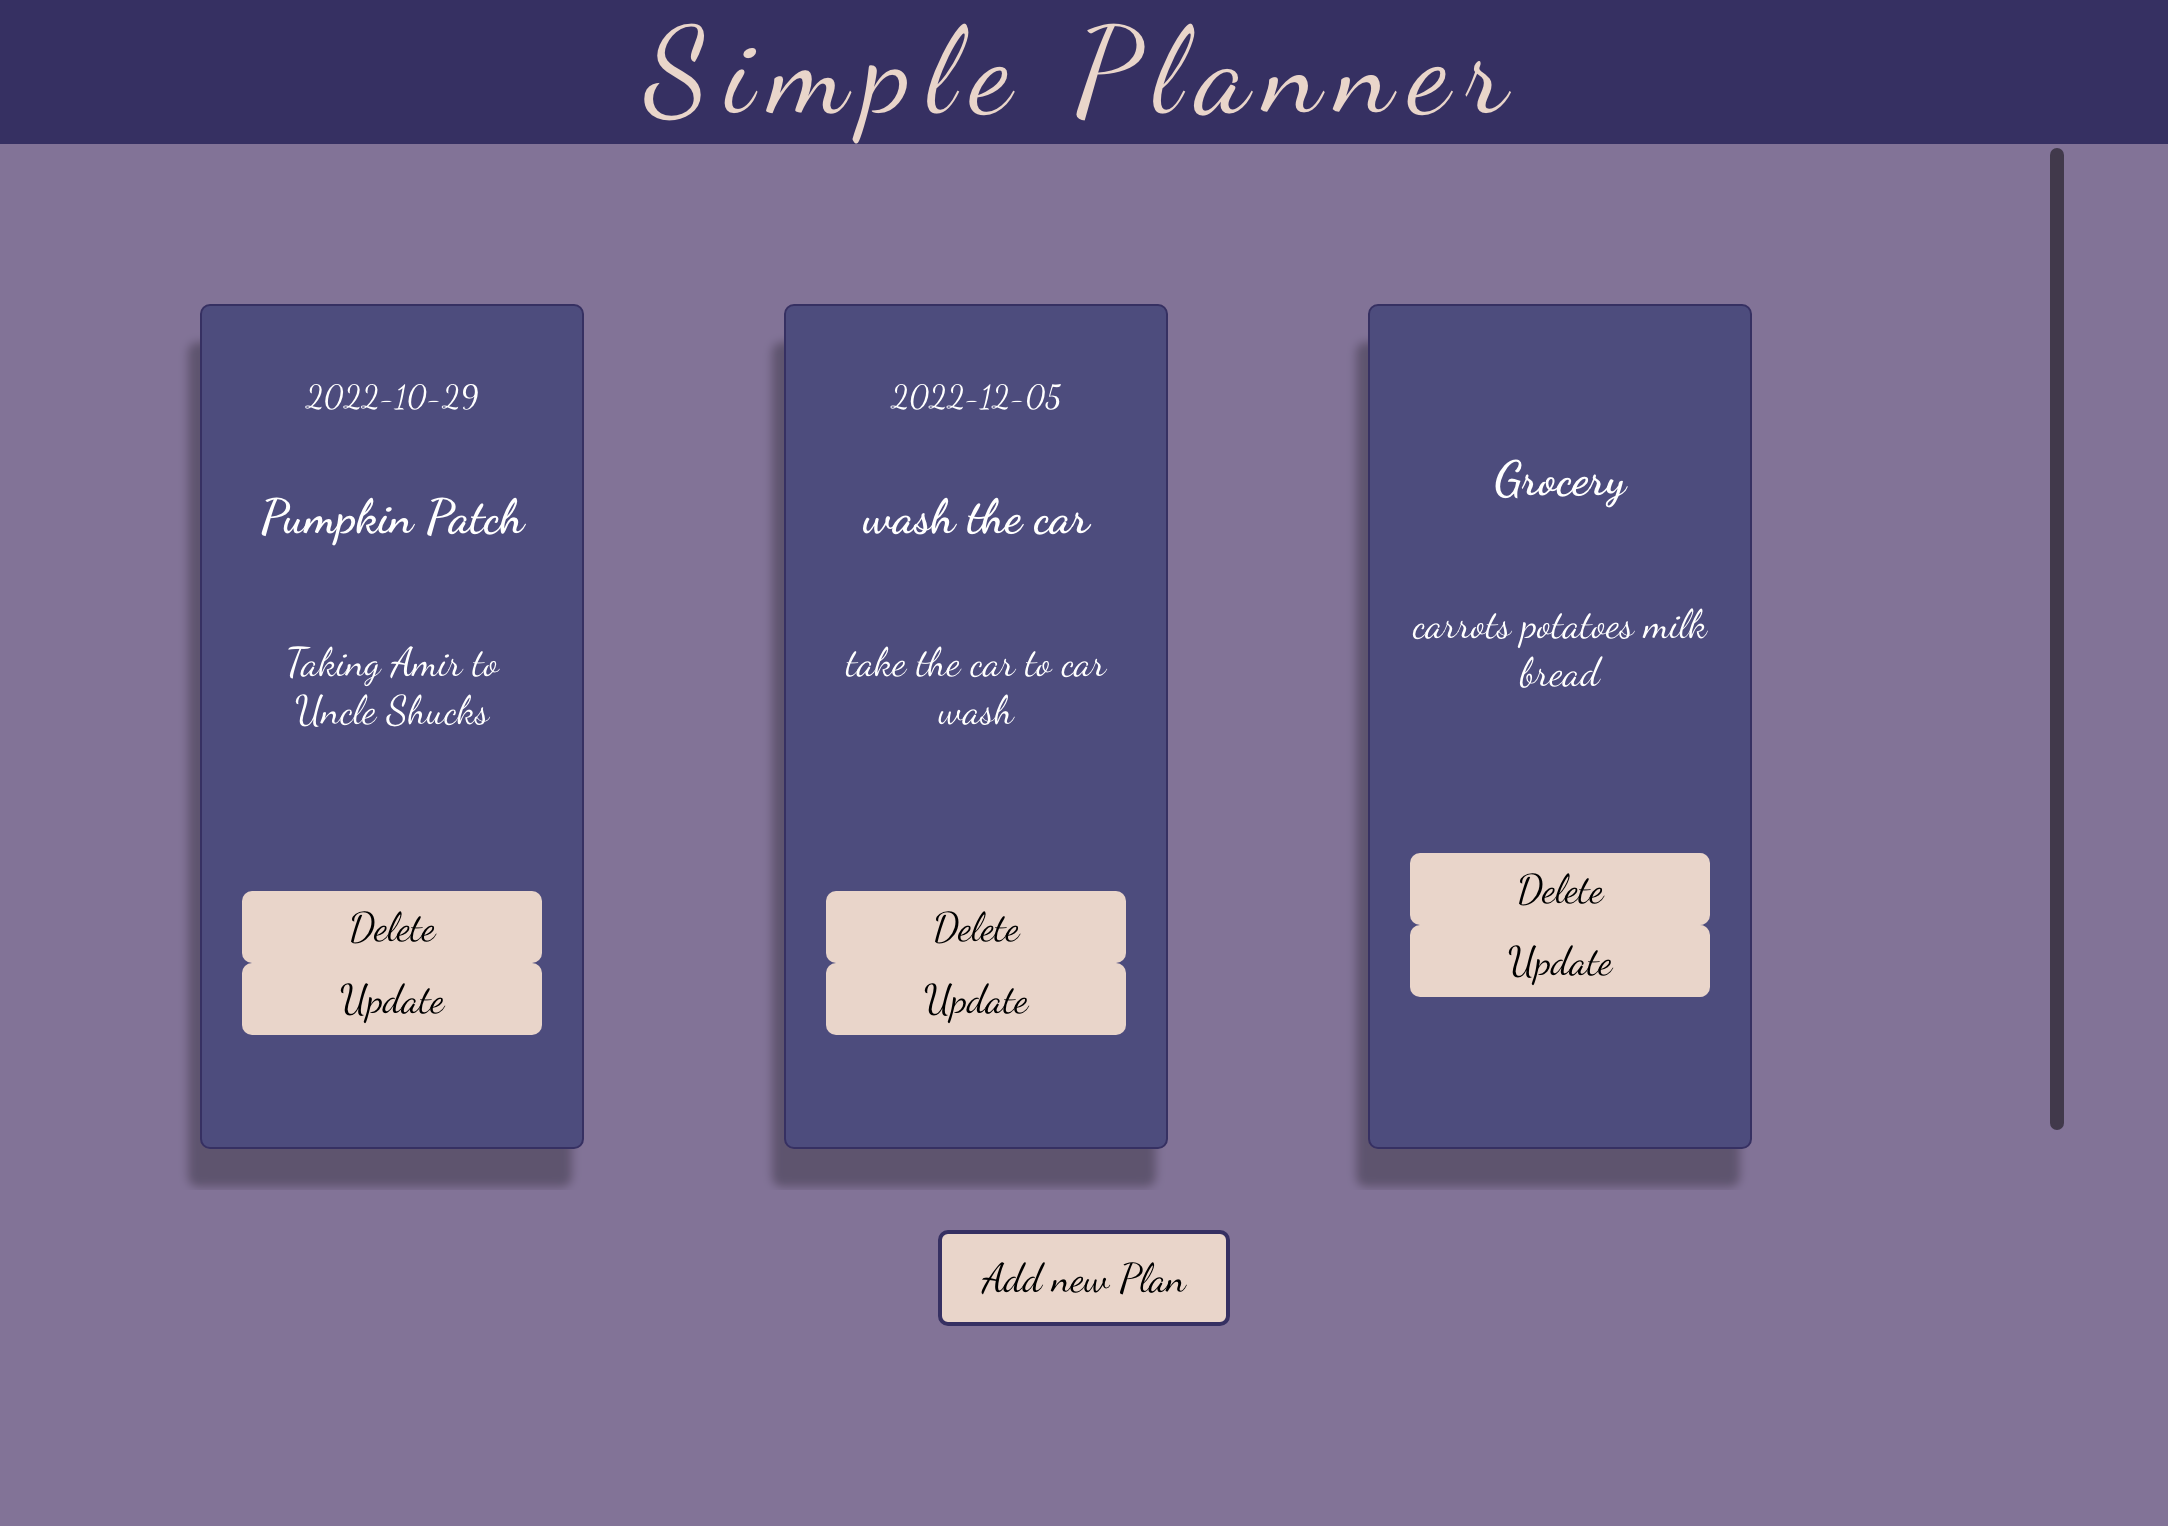 Simple Planner
2022-10-29
Pumpkin Patch
Taking Amir to
Uncle Shucks
Delete
Update
2022-12-05
wash the car
take the car to car
wash
Delete
Update
Grocery
carrots potatoes milk
bread
Delete
Update
Add new Plan